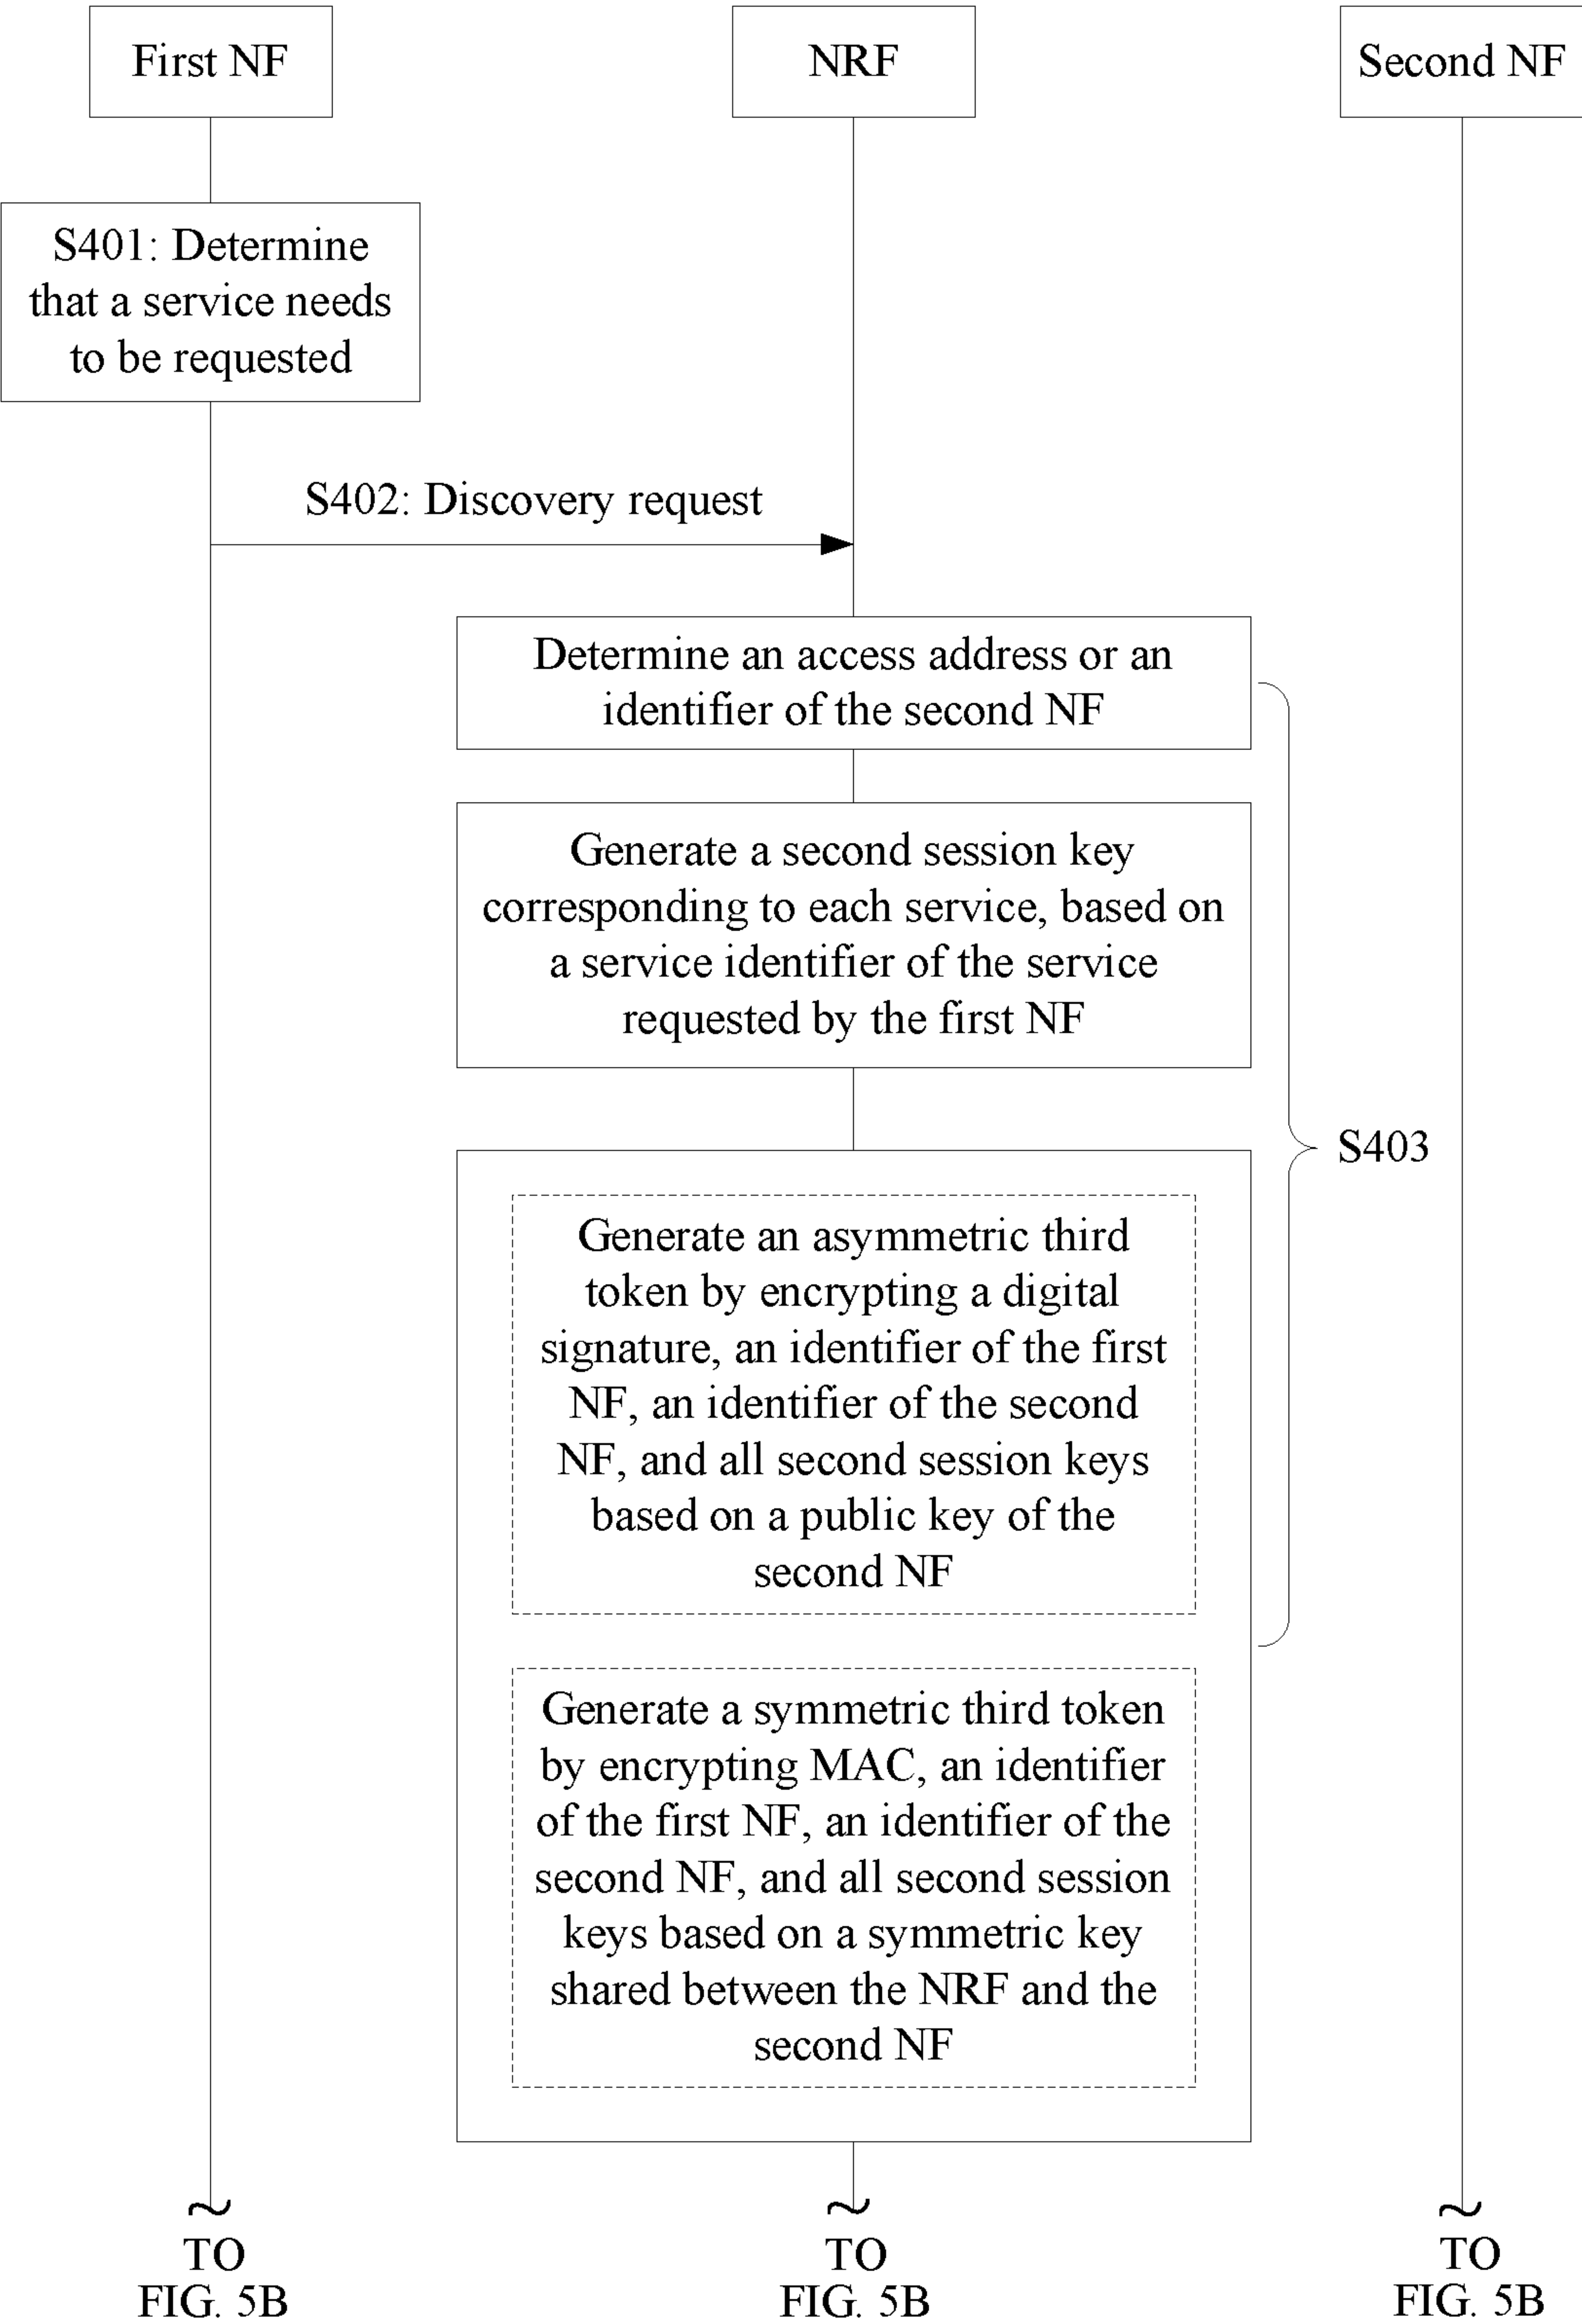 First NF
NRF
Second NF
S401: Determine
that a service needs
to be requested
S402: Discovery request
Determine an access address or an
identifier of the second NF
Generate a second session key
corresponding to each service, based on
a service identifier of the service
requested by the first NF
S403
Generate an asymmetric third
token by encrypting a digital
signature, an identifier of the first
NF, an identifier of the second
NF, and all second session keys
based on a public key of the
second NF
Generate a symmetric third token
by encrypting MAC, an identifier
of the first NF, an identifier of the
second NF, and all second session
keys based on a symmetric key
shared between the NRF and the
second NF
TO
FIG. 5B
TO
FIG. 5B
TO
FIG. 5B